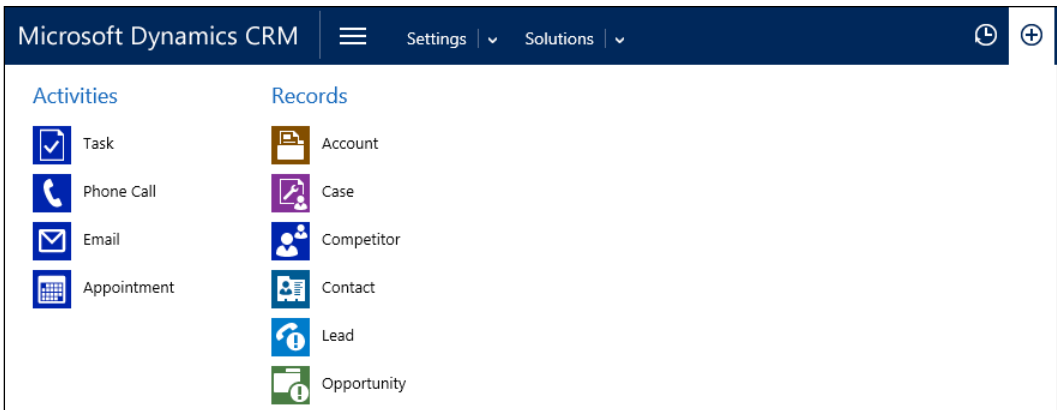 Microsoft Dynamics CRM Settings Solutions
Activities
Task
Phone Call
Email
Appointment
Records
Account
Case
Competitor
Contact
Lead
Opportunity